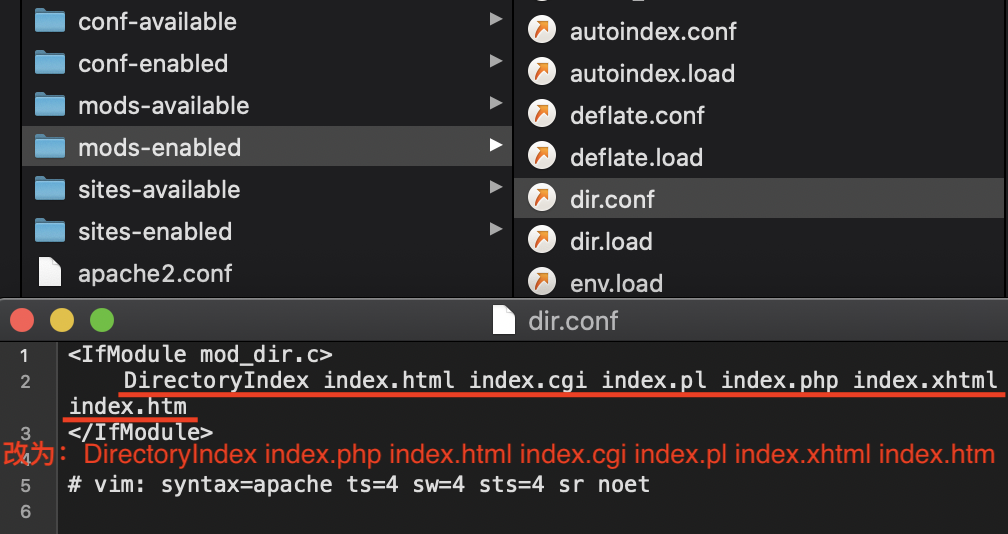 conf-available
conf-enabled
mods-available
mods-enabled
sites-available
sites-enabled
apache2.conf
autoindex.conf
autoindex.load
deflate.conf
deflate.load
dir.conf
dir.load
env.load
dir.conf
1 <IfModule mod_dir.c>
2 DirectoryIndex index.html index.cgi index.pl index.php index.xhtml
index.htm
3 </IfModule>
4
改为：DirectoryIndex index.php index.html index.cgi index.pl index.xhtml index.htm
5 # vim: syntax=apache ts=4 sw=4 sts=4 sr noet
6